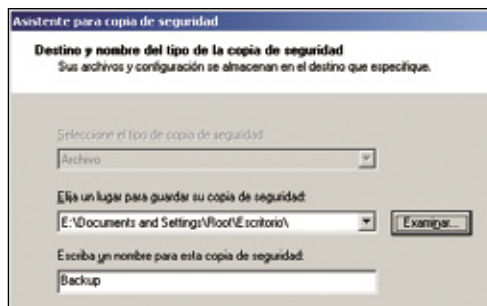 Asistente para copia de seguridad
Destino y nombre del tipo de la copia de seguridad
Sus archivos y configuración se almacenan en el destino que especifique.
Seleccione el tipo de copia de seguridad:
Archivo
Elija un lugar para guardar su copia de seguridad:
E:\Documents and Settings\Root\Escritorio\
Examinar...
Escriba un nombre para esta copia de seguridad:
Backup